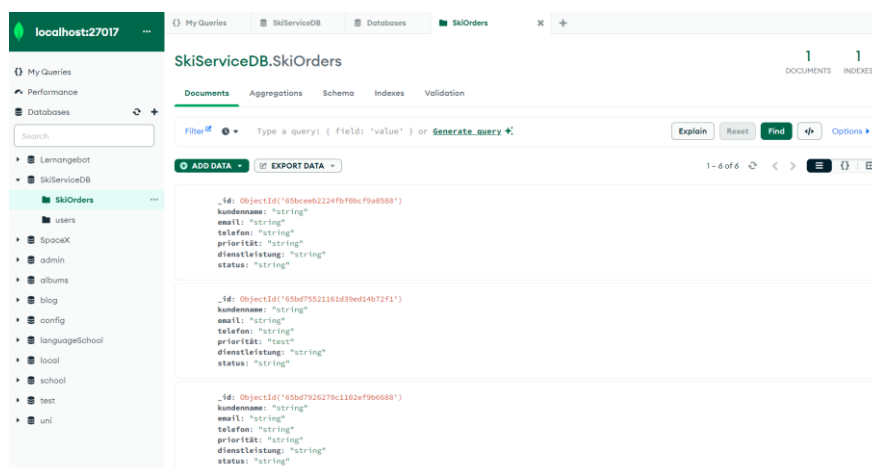 localhost:27017 ...
My Queries
Performance
Databases
Search
Lernangebot
SkiServiceDB
SkiOrders ...
users
SpaceX
admin
albums
blog
config
languageSchool
local
school
test
uni
{} My Queries SkiServiceDB Databases SkiOrders
SkiServiceDB.SkiOrders
1 DOCUMENTS
1 INDEXES
Documents Aggregations Schema Indexes Validation
Filter Type a query: { field: 'value' } or Generate query Explain Reset Find </> Options
ADD DATA EXPORT DATA 1 – 6 of 6 {}
_id: ObjectId('65bceeb2224fbf0bcf9a0588')
kundenname: "string"
email: "string"
telefon: "string"
priorität: "string"
dienstleistung: "string"
status: "string"
_id: ObjectId('65bd75521161d39ed14b72f1')
kundenname: "string"
email: "string"
telefon: "string"
priorität: "test"
dienstleistung: "string"
status: "string"
_id: ObjectId('65bd7926270c1102ef9b6688')
kundenname: "string"
email: "string"
telefon: "string"
priorität: "string"
dienstleistung: "string"
status: "string"